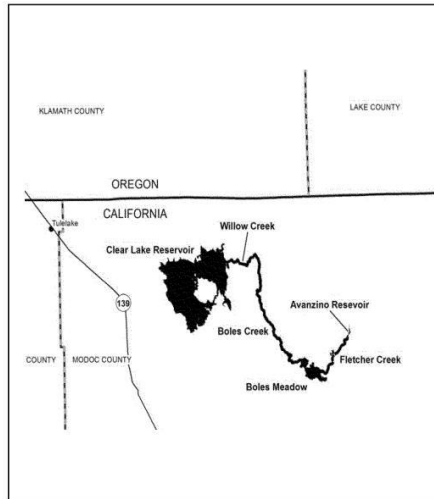 KLAMATH COUNTY
LAKE COUNTY
OREGON
CALIFORNIA
Tulelake
Willow Creek
Clear Lake Reservoir
139
Avanzino Resevoir
Boles Creek
Fletcher Creek
COUNTY
MODOC COUNTY
Boles Meadow